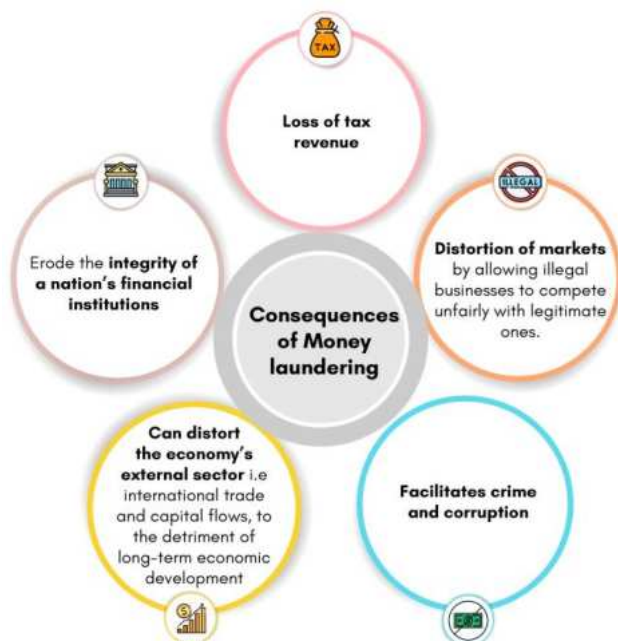 TAX
Loss of tax
revenue
ILLEGAL
Distortion of markets
by allowing illegal
businesses to compete
unfairly with legitimate
ones.
Erode the integrity of
a nation's financial
institutions
Consequences
of Money
laundering
Can distort
the economy's
external sector i.e
international trade
and capital flows, to
the detriment of
long-term economic
development
Facilitates crime
and corruption
$